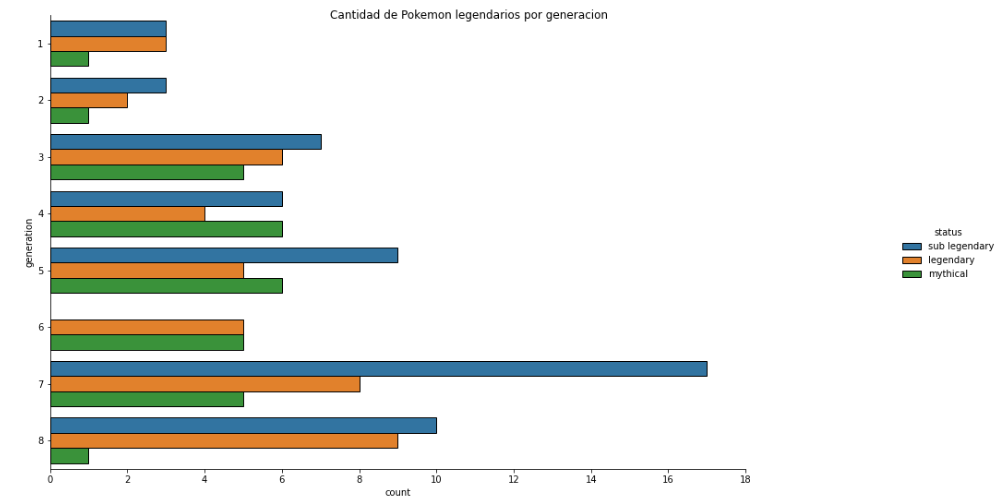 Cantidad de Pokemon legendarios por generacion
generation
1
2
3
4
5
6
7
8
0 2 4 6 8 10 12 14 16 18
count
status
sub legendary
legendary
mythical